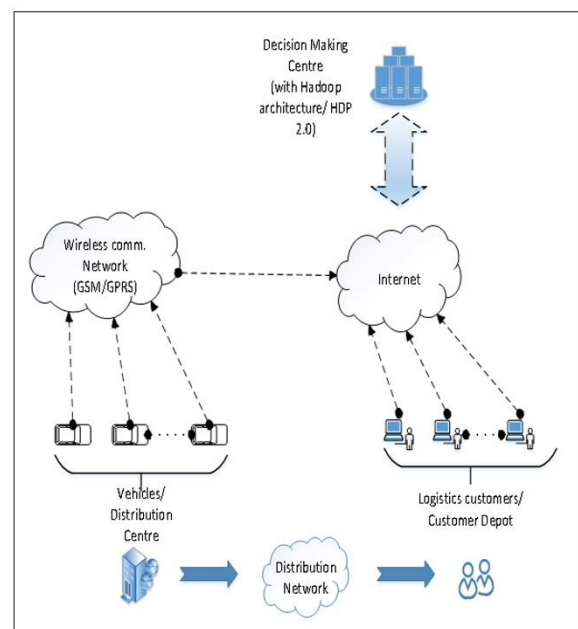 Decision Making
Centre
(with Hadoop
architecture/ HDP
2.0)
Wireless comm.
Network
(GSM/GPRS)
Internet
Vehicles/
Distribution
Centre
Logistics customers/
Customer Depot
Distribution
Network